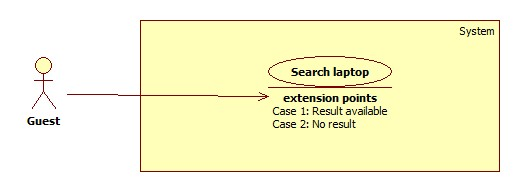 System
Search laptop
extension points
Case 1: Result available
Case 2: No result
Guest